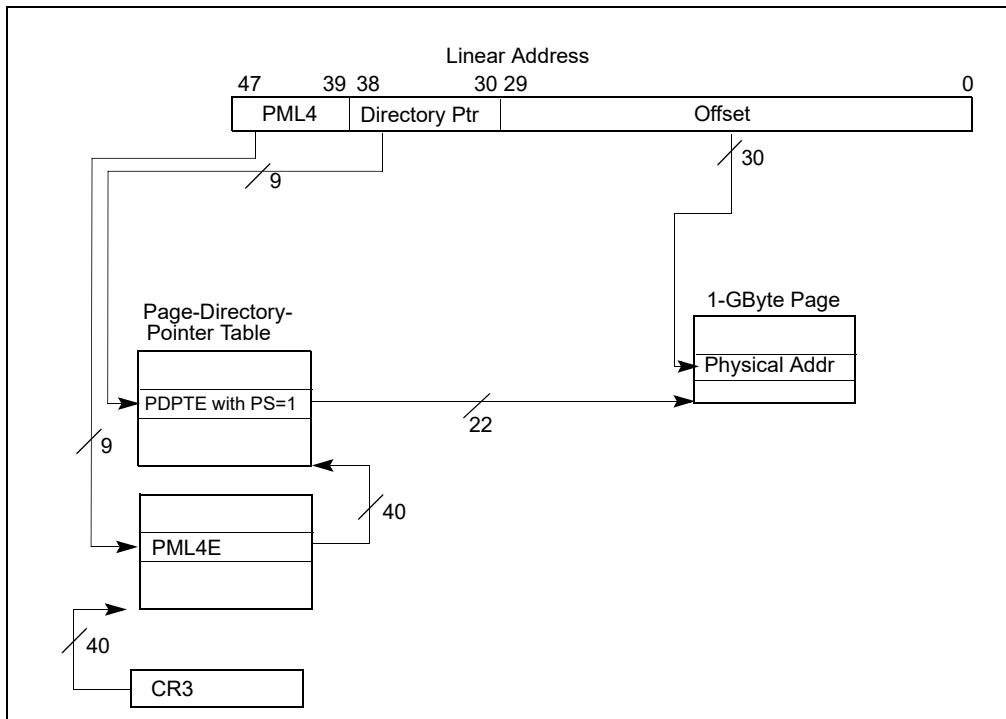 Linear Address
47 39 38 30 29 0
PML4 Directory Ptr Offset
9 30
1-GByte Page
Page-Directory-
Pointer Table
Physical Addr
PDPTE with PS=1
22
9
40
PML4E
40
CR3